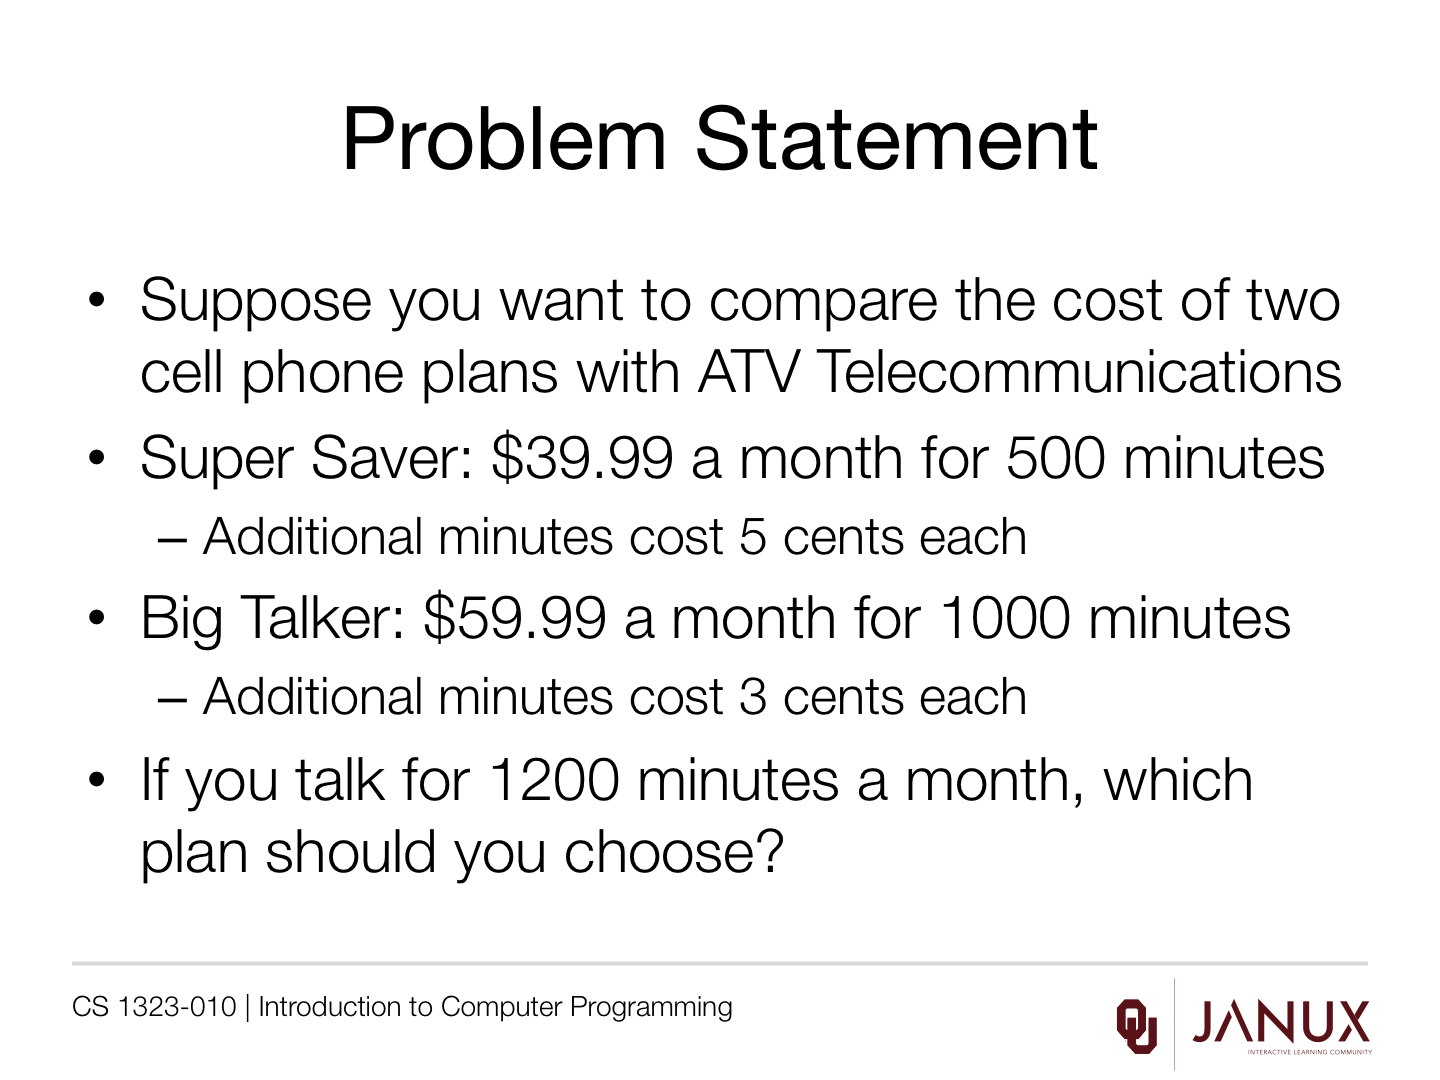 Problem Statement
• Suppose you want to compare the cost of two
cell phone plans with ATV Telecommunications
• Super Saver: $39.99 a month for 500 minutes
– Additional minutes cost 5 cents each
• Big Talker: $59.99 a month for 1000 minutes
– Additional minutes cost 3 cents each
• If you talk for 1200 minutes a month, which
plan should you choose?
CS 1323-010 | Introduction to Computer Programming
OU
JANUX
INTERACTIVE LEARNING COMMUNITY